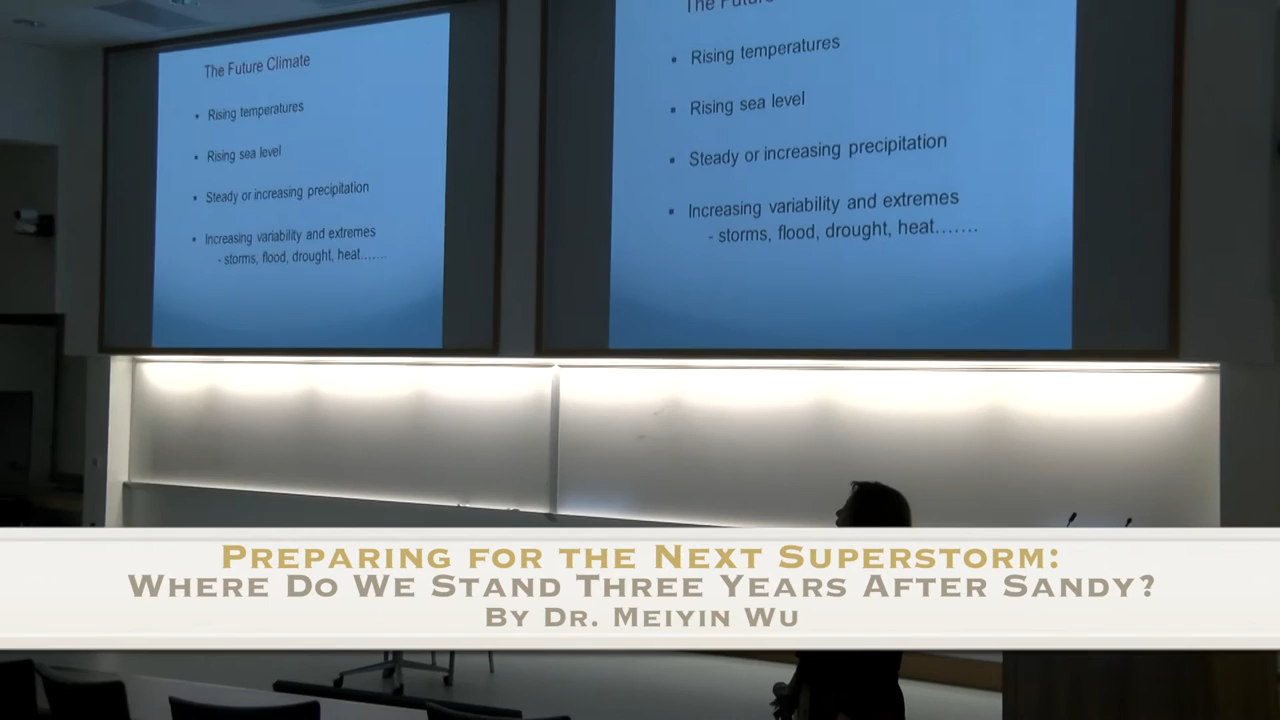 The Future Climate
▪ Rising temperatures
▪ Rising sea level
▪ Steady or increasing precipitation
▪ Increasing variability and extremes
- storms, flood, drought, heat…….
The Future
▪ Rising temperatures
▪ Rising sea level
▪ Steady or increasing precipitation
▪ Increasing variability and extremes
- storms, flood, drought, heat…….
Preparing for the Next Superstorm:
Where Do We Stand Three Years After Sandy?
By Dr. Meiyin Wu